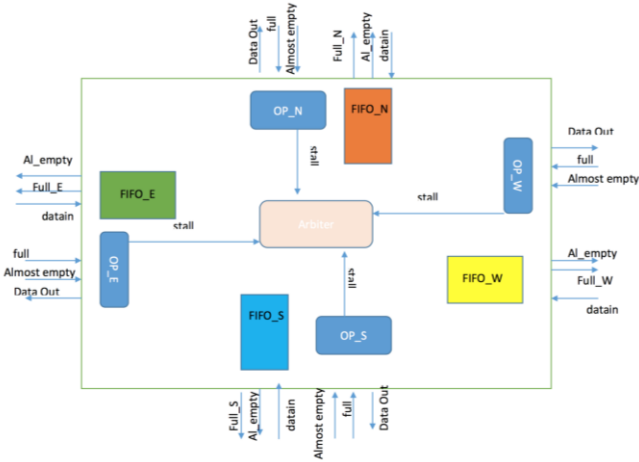 Data Out
full
Almost empty
Full_N
Al_empty
datain
OP_N
FIFO_N
stall
Data Out
full
Almost empty
OP_W
Al_empty
Full_E
datain
FIFO_E
stall
stall
Arbiter
full
Almost empty
Data Out
OP_E
stall
Al_empty
Full_W
datain
FIFO_W
FIFO_S
OP_S
Full_S
Al_empty
datain
Almost empty
full
Data Out